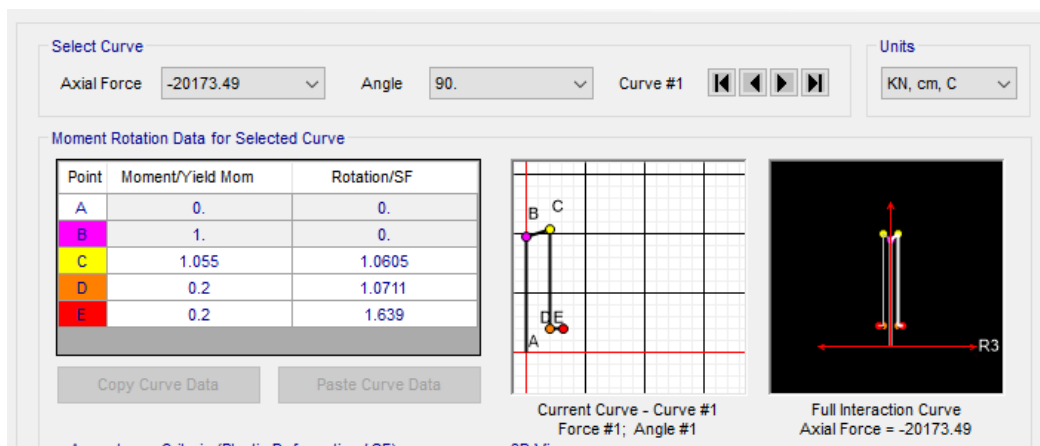 Select Curve
Units
Axial Force -20173.49 Angle 90. Curve #1 KN, cm, C
Moment Rotation Data for Selected Curve
Point Moment/Yield Mom Rotation/SF
A 0. 0.
B 1. 0.
C 1.055 1.0605
D 0.2 1.0711
E 0.2 1.639
B C
D E
A
R3
Copy Curve Data Paste Curve Data
Current Curve - Curve #1
Force #1; Angle #1
Full Interaction Curve
Axial Force = -20173.49